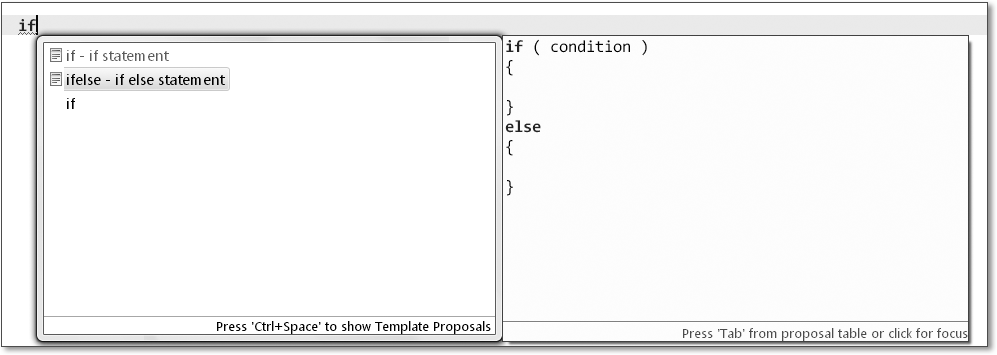 if
if - if statement
ifelse - if else statement
if
Press 'Ctrl+Space' to show Template Proposals
if ( condition )
{
}
else
{
}
Press 'Tab' from proposal table or click for focus